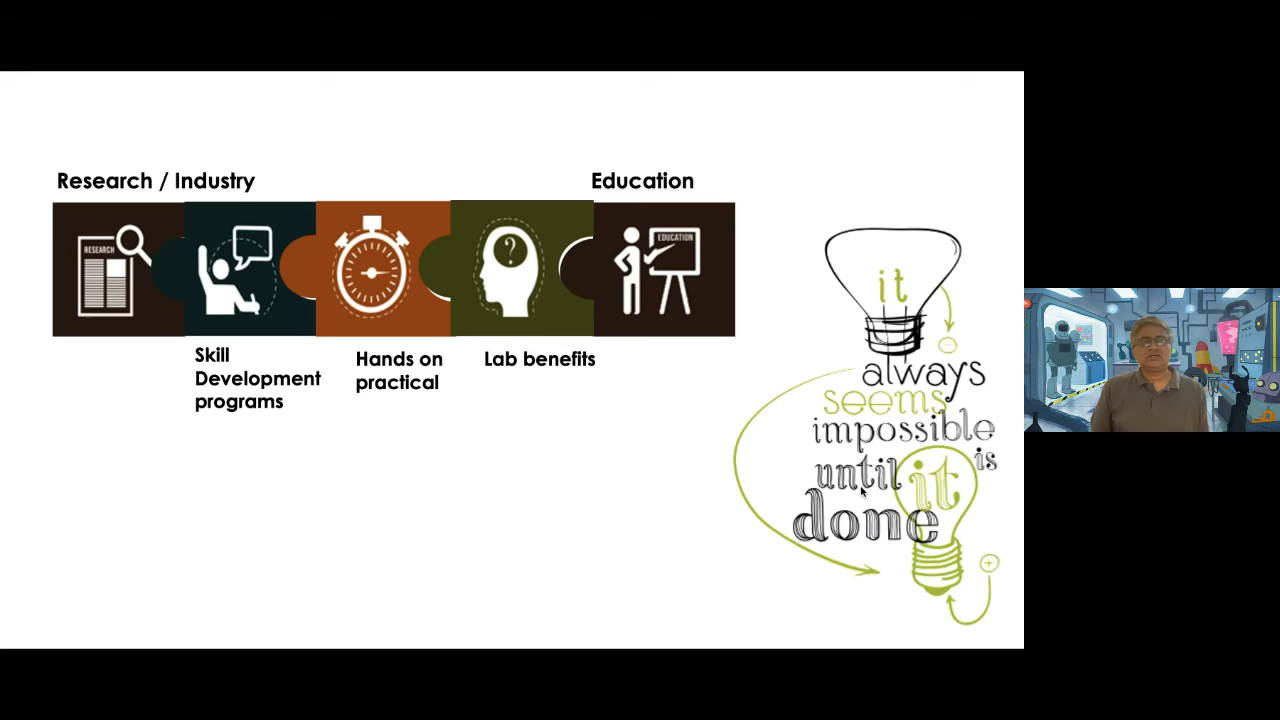 Research / Industry
Education
RESEARCH
?
EDUCATION
Skill
Development
programs
Hands on
practical
Lab benefits
it
always
seems
impossible
until it is
done